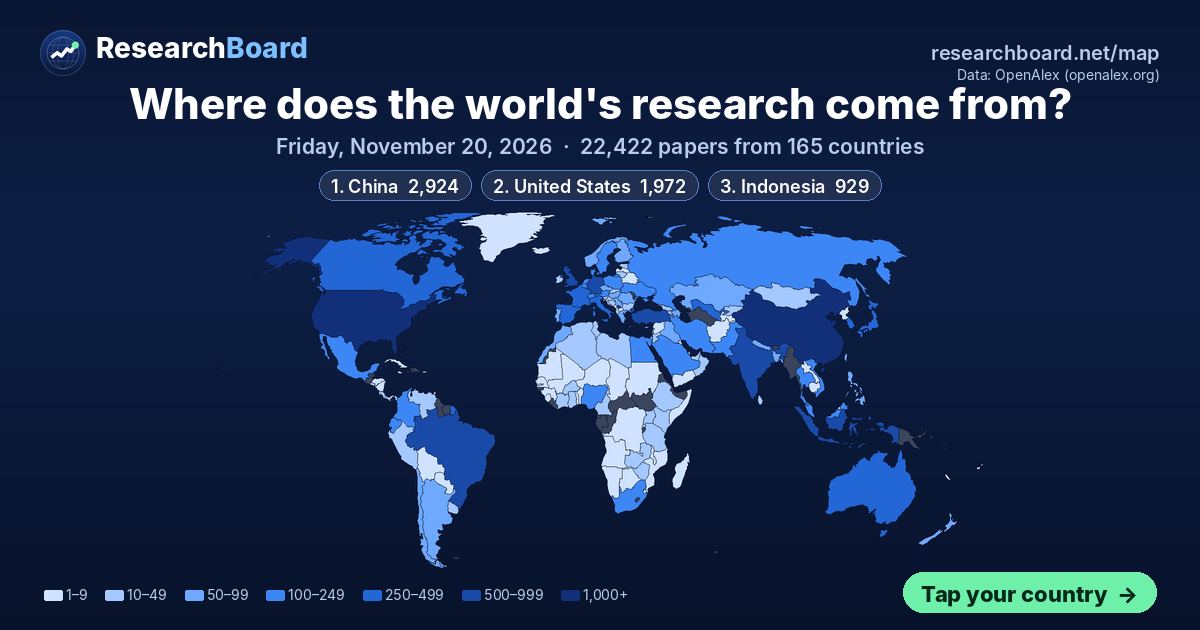 ResearchBoard
researchboard.net/map
Data: OpenAlex (openalex.org)
Where does the world's research come from?
Friday, November 20, 2026 · 22,422 papers from 165 countries
1. China 2,924
2. United States 1,972
3. Indonesia 929
1–9
10–49
50–99
100–249
250–499
500–999
1,000+
Tap your country →